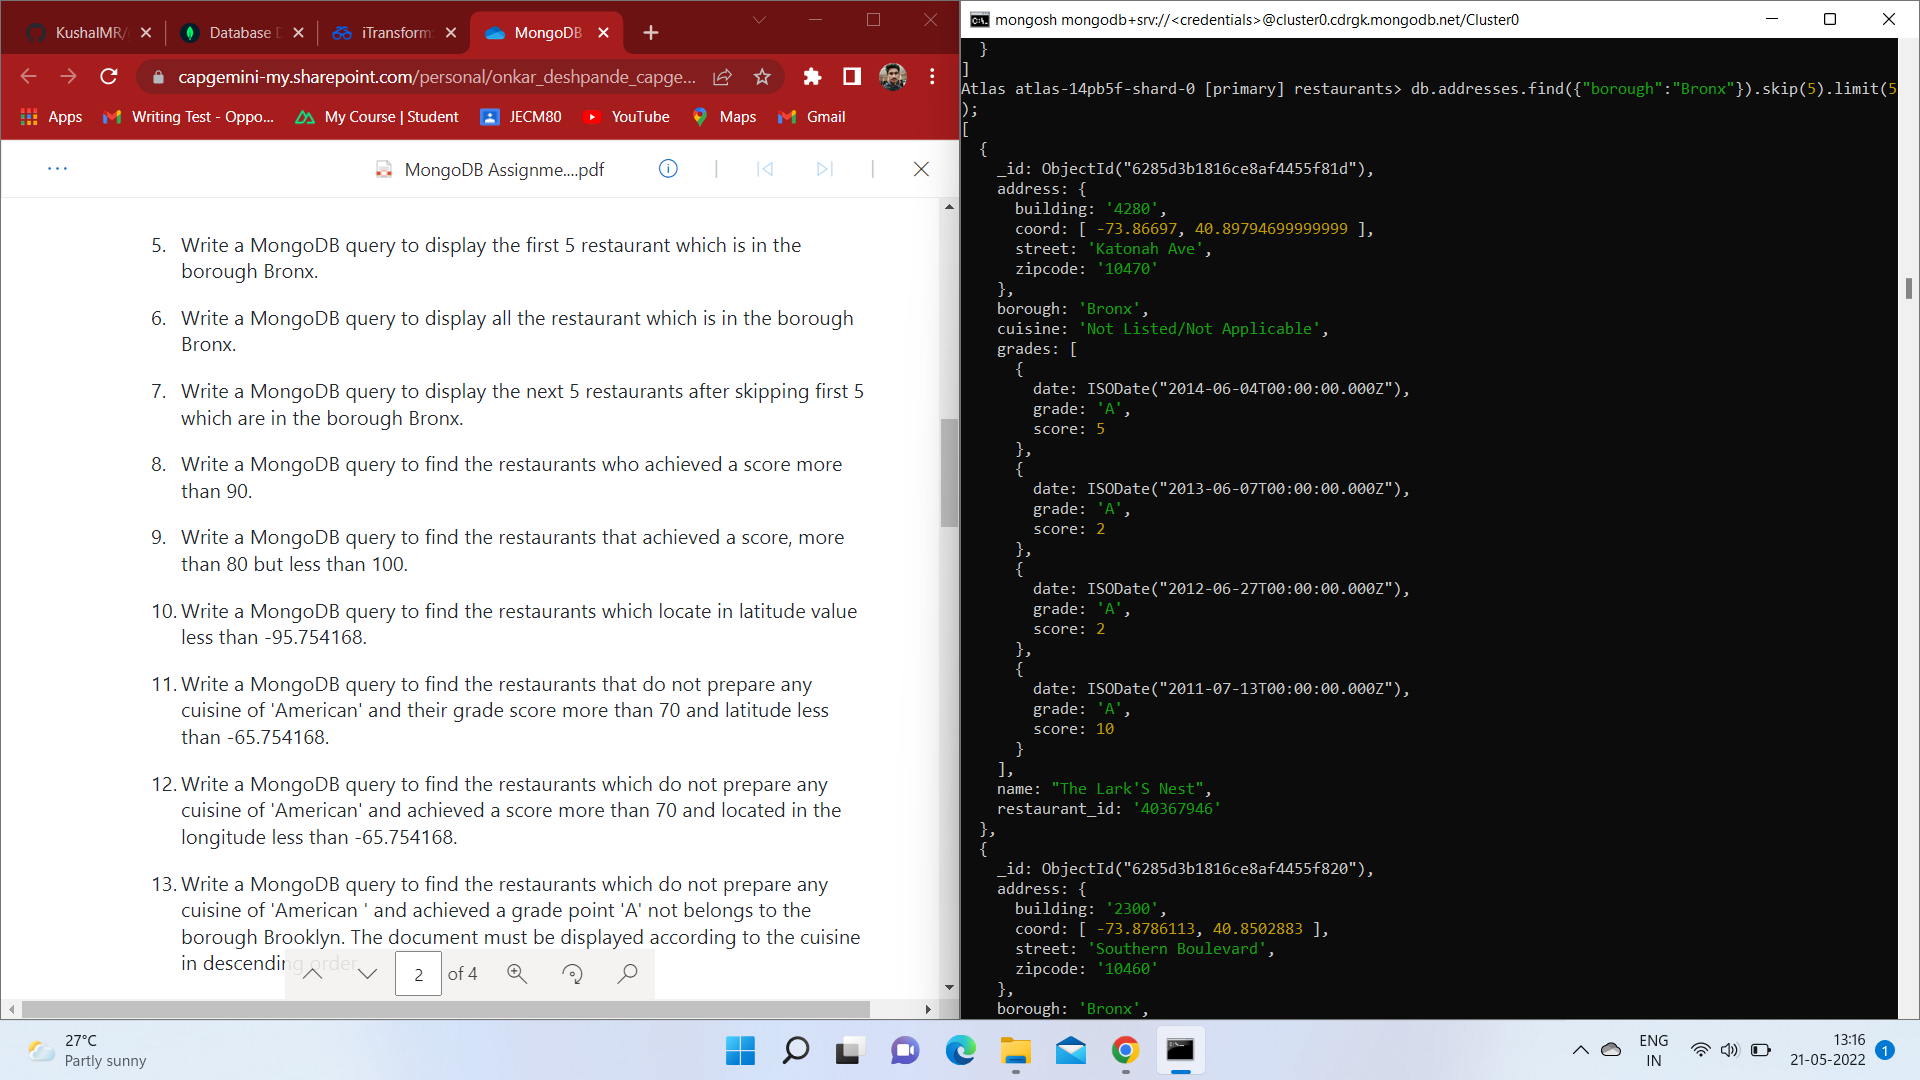 KushalMR/
Database D
iTransform
MongoDB
capgemini-my.sharepoint.com/personal/onkar_deshpande_capge...
Apps
Writing Test - Oppo...
My Course | Student
JECM80
YouTube
Maps
Gmail
MongoDB Assignme....pdf
5. Write a MongoDB query to display the first 5 restaurant which is in the
borough Bronx.
6. Write a MongoDB query to display all the restaurant which is in the borough
Bronx.
7. Write a MongoDB query to display the next 5 restaurants after skipping first 5
which are in the borough Bronx.
8. Write a MongoDB query to find the restaurants who achieved a score more
than 90.
9. Write a MongoDB query to find the restaurants that achieved a score, more
than 80 but less than 100.
10. Write a MongoDB query to find the restaurants which locate in latitude value
less than -95.754168.
11. Write a MongoDB query to find the restaurants that do not prepare any
cuisine of 'American' and their grade score more than 70 and latitude less
than -65.754168.
12. Write a MongoDB query to find the restaurants which do not prepare any
cuisine of 'American' and achieved a score more than 70 and located in the
longitude less than -65.754168.
13. Write a MongoDB query to find the restaurants which do not prepare any
cuisine of 'American ' and achieved a grade point 'A' not belongs to the
borough Brooklyn. The document must be displayed according to the cuisine
in descending order.
2 of 4
mongosh mongodb+srv://<credentials>@cluster0.cdrgk.mongodb.net/Cluster0
}
]
Atlas atlas-14pb5f-shard-0 [primary] restaurants> db.addresses.find({"borough":"Bronx"}).skip(5).limit(5
);
[
{
_id: ObjectId("6285d3b1816ce8af4455f81d"),
address: {
building: '4280',
coord: [ -73.86697, 40.89794699999999 ],
street: 'Katonah Ave',
zipcode: '10470'
},
borough: 'Bronx',
cuisine: 'Not Listed/Not Applicable',
grades: [
{
date: ISODate("2014-06-04T00:00:00.000Z"),
grade: 'A',
score: 5
},
{
date: ISODate("2013-06-07T00:00:00.000Z"),
grade: 'A',
score: 2
},
{
date: ISODate("2012-06-27T00:00:00.000Z"),
grade: 'A',
score: 2
},
{
date: ISODate("2011-07-13T00:00:00.000Z"),
grade: 'A',
score: 10
}
],
name: "The Lark'S Nest",
restaurant_id: '40367946'
},
{
_id: ObjectId("6285d3b1816ce8af4455f820"),
address: {
building: '2300',
coord: [ -73.8786113, 40.8502883 ],
street: 'Southern Boulevard',
zipcode: '10460'
},
borough: 'Bronx',
27°C
Partly sunny
ENG
IN
13:16
21-05-2022
1